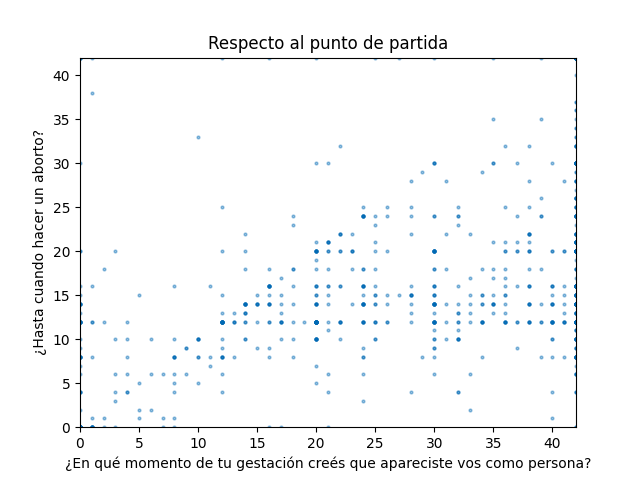 Respecto al punto de partida
40
35
30
25
20
15
10
5
0
¿Hasta cuando hacer un aborto?
0 5 10 15 20 25 30 35 40
¿En qué momento de tu gestación creés que apareciste vos como persona?